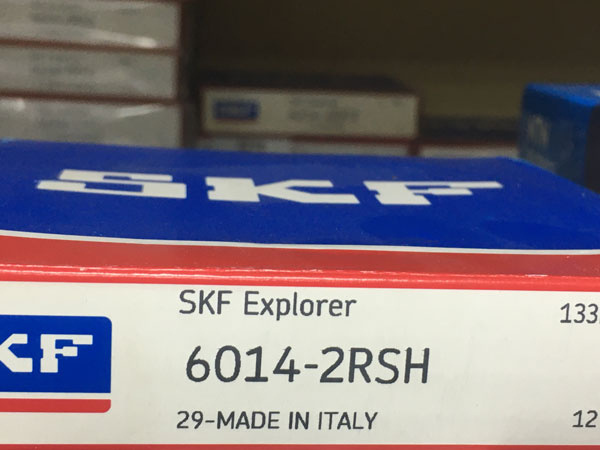 SKF
SKF Explorer
133
KF
6014-2RSH
29-MADE IN ITALY
12